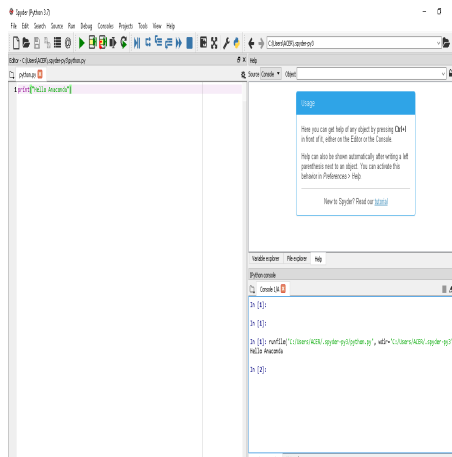 Spyder (Python 3.7)
File Edit Search Source Run Debug Consoles Projects Tools View Help
C:\Users\ACER\.spyder-py3
Editor - C:\Users\ACER\.spyder-py3\python.py
Help
python.py
Source Console Object
1 print("Hello Anaconda")
Usage
Here you can get help of any object by pressing Ctrl+I
in front of it, either on the Editor or the Console.
Help can also be shown automatically after writing a left
parenthesis next to an object. You can activate this
behavior in Preferences > Help.
New to Spyder? Read our tutorial
Variable explorer File explorer Help
IPython console
Console 1/A
In [1]:
In [1]:
In [1]: runfile('C:/Users/ACER/.spyder-py3/python.py', wdir='C:/Users/ACER/.spyder-py3'
Hello Anaconda
In [2]: